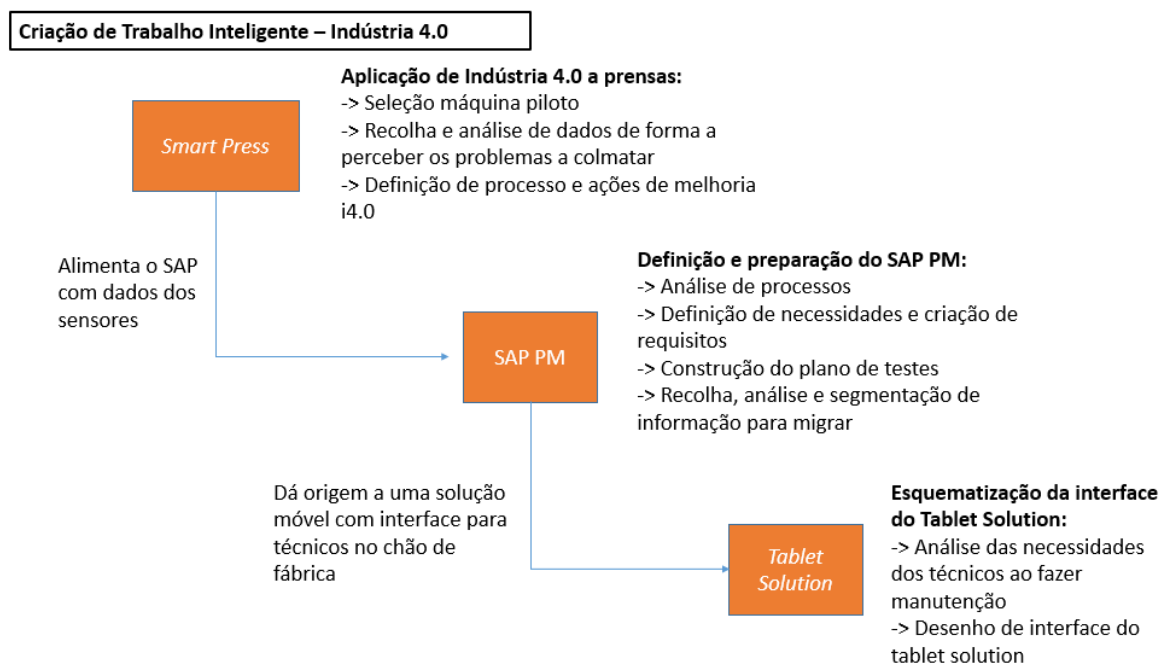 Criação de Trabalho Inteligente – Indústria 4.0
Aplicação de Indústria 4.0 a prensas:
-> Seleção máquina piloto
-> Recolha e análise de dados de forma a
perceber os problemas a colmatar
-> Definição de processo e ações de melhoria
i4.0
Smart Press
Alimenta o SAP
com dados dos
sensores
Definição e preparação do SAP PM:
-> Análise de processos
-> Definição de necessidades e criação de
requisitos
-> Construção do plano de testes
-> Recolha, análise e segmentação de
informação para migrar
SAP PM
Dá origem a uma solução
móvel com interface para
técnicos no chão de
fábrica
Tablet
Solution
Esquematização da interface
do Tablet Solution:
-> Análise das necessidades
dos técnicos ao fazer
manutenção
-> Desenho de interface do
tablet solution